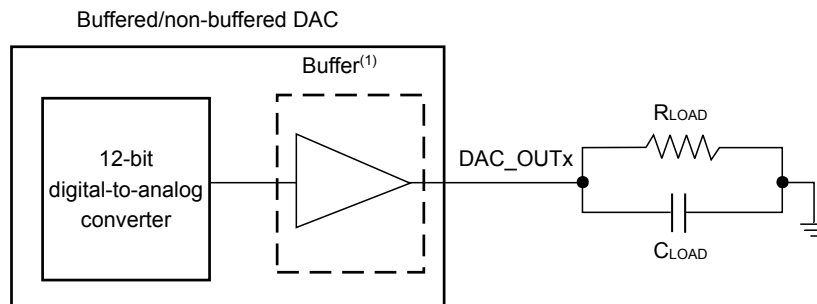 Buffered/non-buffered DAC
Buffer(1)
12-bit
digital-to-analog
converter
DAC_OUTx
RLOAD
CLOAD